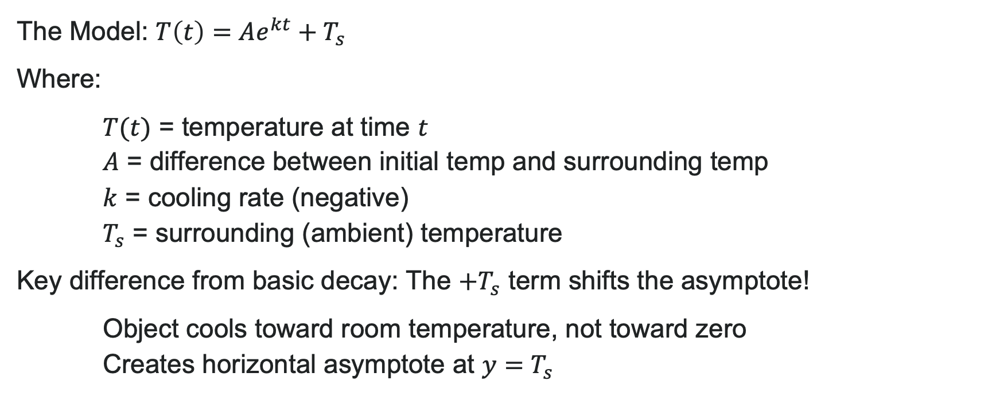 The Model: T(t) = Ae^{kt} + T_s
Where:
T(t) = temperature at time t
A = difference between initial temp and surrounding temp
k = cooling rate (negative)
T_s = surrounding (ambient) temperature
Key difference from basic decay: The +T_s term shifts the asymptote!
Object cools toward room temperature, not toward zero
Creates horizontal asymptote at y = T_s